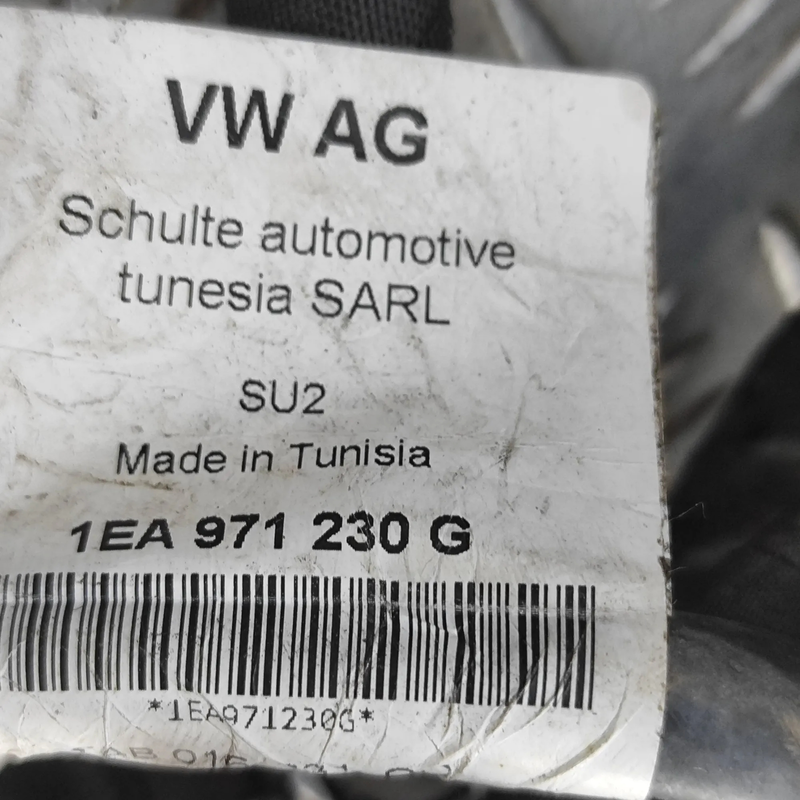 VW AG
Schulte automotive
tunesia SARL
SU2
Made in Tunisia
1EA 971 230 G
*1EA971230G*